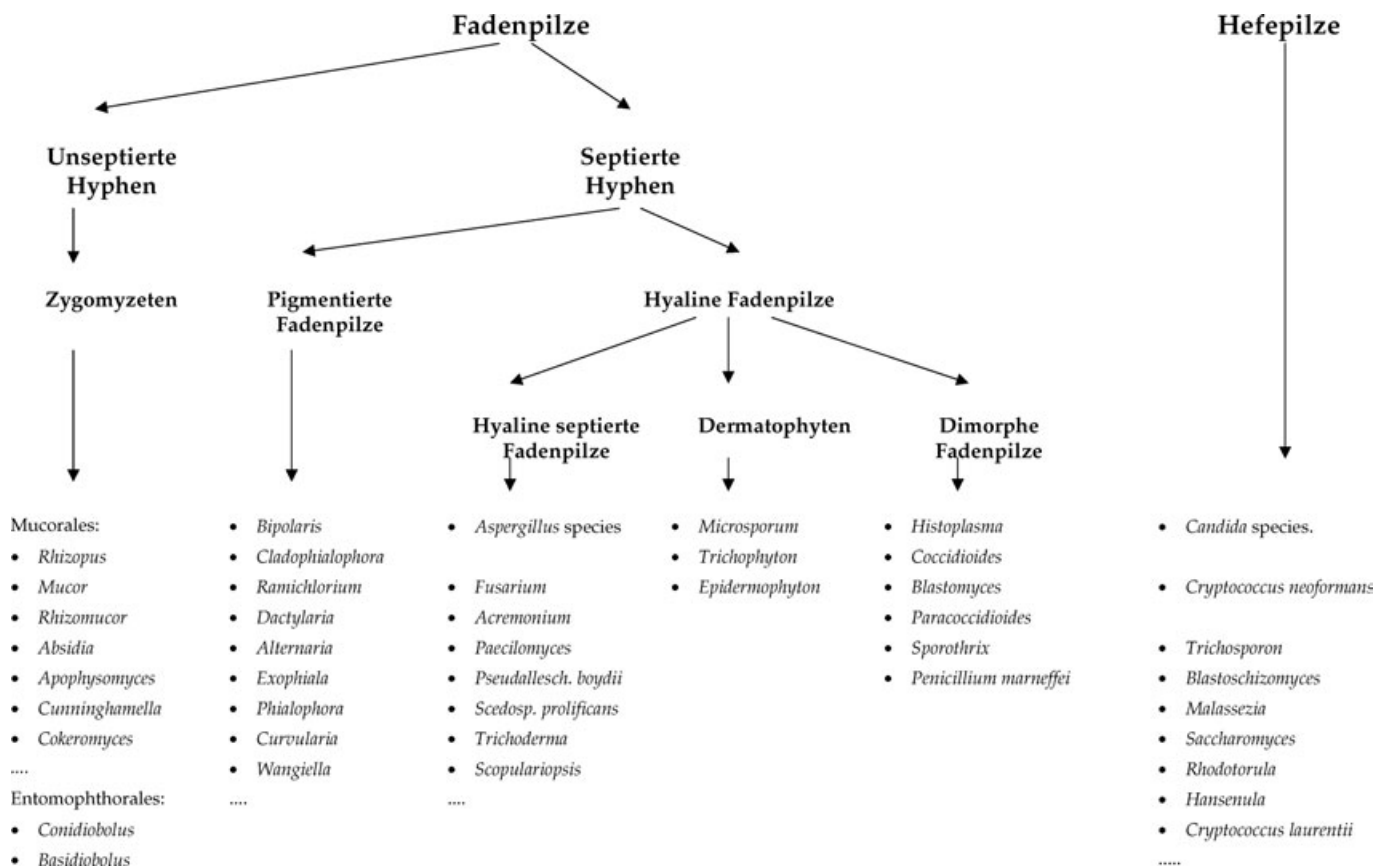 Fadenpilze
Hefepilze
Unseptierte
Hyphen
Septierte
Hyphen
Zygomyzeten
Pigmentierte
Fadenpilze
Hyaline Fadenpilze
Hyaline septierte
Fadenpilze
Dermatophyten
Dimorphe
Fadenpilze
Mucorales:
• Rhizopus
• Mucor
• Rhizomucor
• Absidia
• Apophysomyces
• Cunninghamella
• Cokeromyces
....
Entomophthorales:
• Conidiobolus
• Basidiobolus
• Bipolaris
• Cladophialophora
• Ramichlorium
• Dactylaria
• Alternaria
• Exophiala
• Phialophora
• Curvularia
• Wangiella
....
• Aspergillus species
• Fusarium
• Acremonium
• Paecilomyces
• Pseudallesch. boydii
• Scedosp. prolificans
• Trichoderma
• Scopulariopsis
....
• Microsporum
• Trichophyton
• Epidermophyton
• Histoplasma
• Coccidioides
• Blastomyces
• Paracoccidioides
• Sporothrix
• Penicillium marneffei
• Candida species.
• Cryptococcus neoformans
• Trichosporon
• Blastoschizomyces
• Malassezia
• Saccharomyces
• Rhodotorula
• Hansenula
• Cryptococcus laurentii
.....